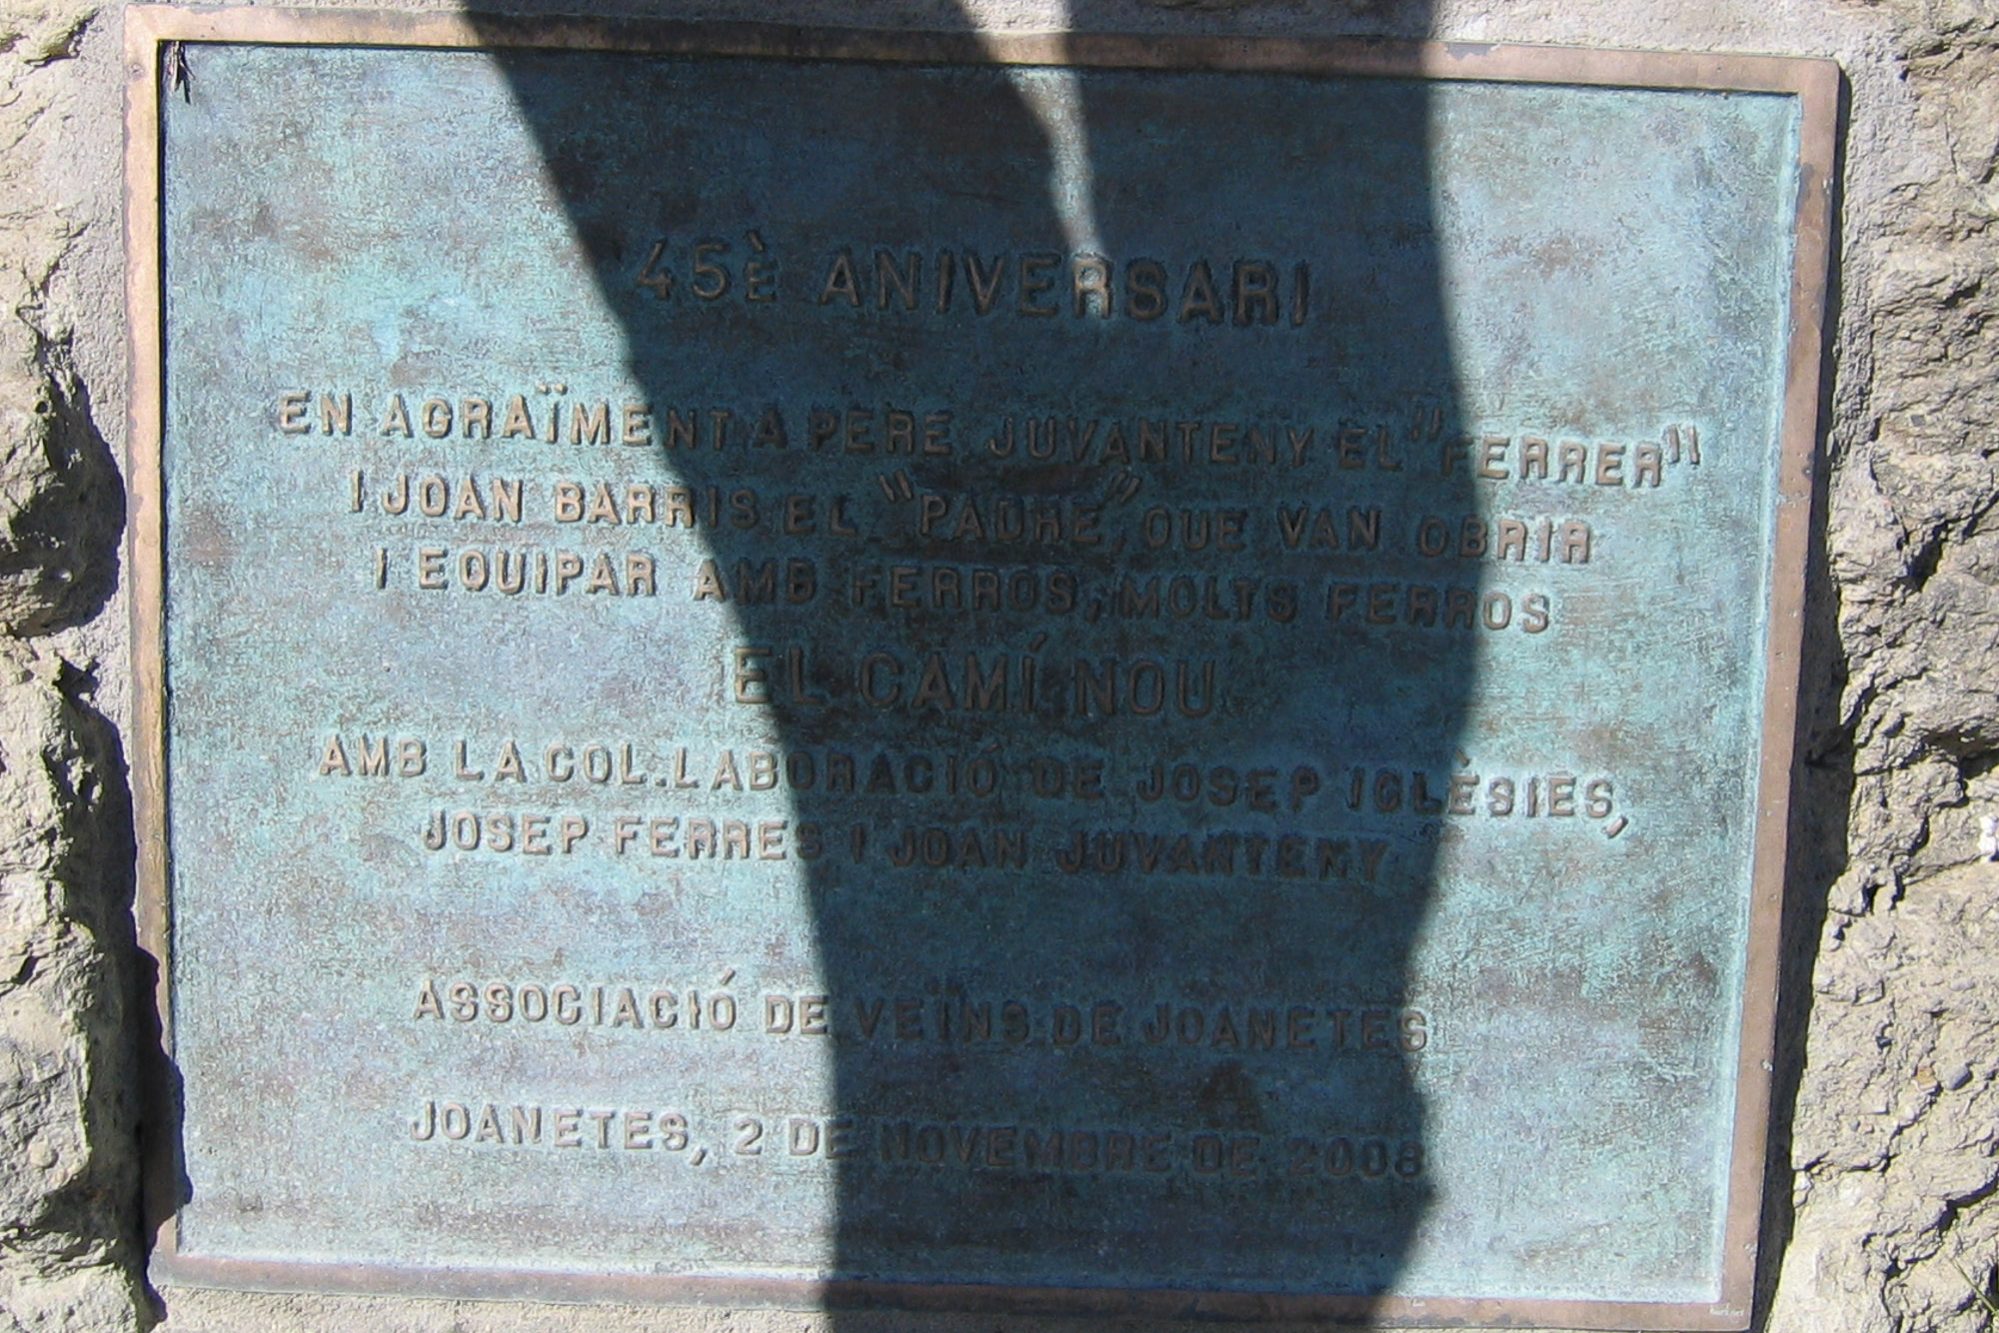 45È ANIVERSARI
EN AGRAÏMENT A PERE JUVANTENY EL "FERRER"
I JOAN BARRIS EL "PADRE", QUE VAN OBRIR
I EQUIPAR AMB FERROS, MOLTS FERROS
EL CAMÍ NOU
AMB LA COL.LABORACIÓ DE JOSEP IGLÈSIES,
JOSEP FERRES I JOAN JUVANTENY
ASSOCIACIÓ DE VEÏNS DE JOANETES
JOANETES, 2 DE NOVEMBRE DE 2008